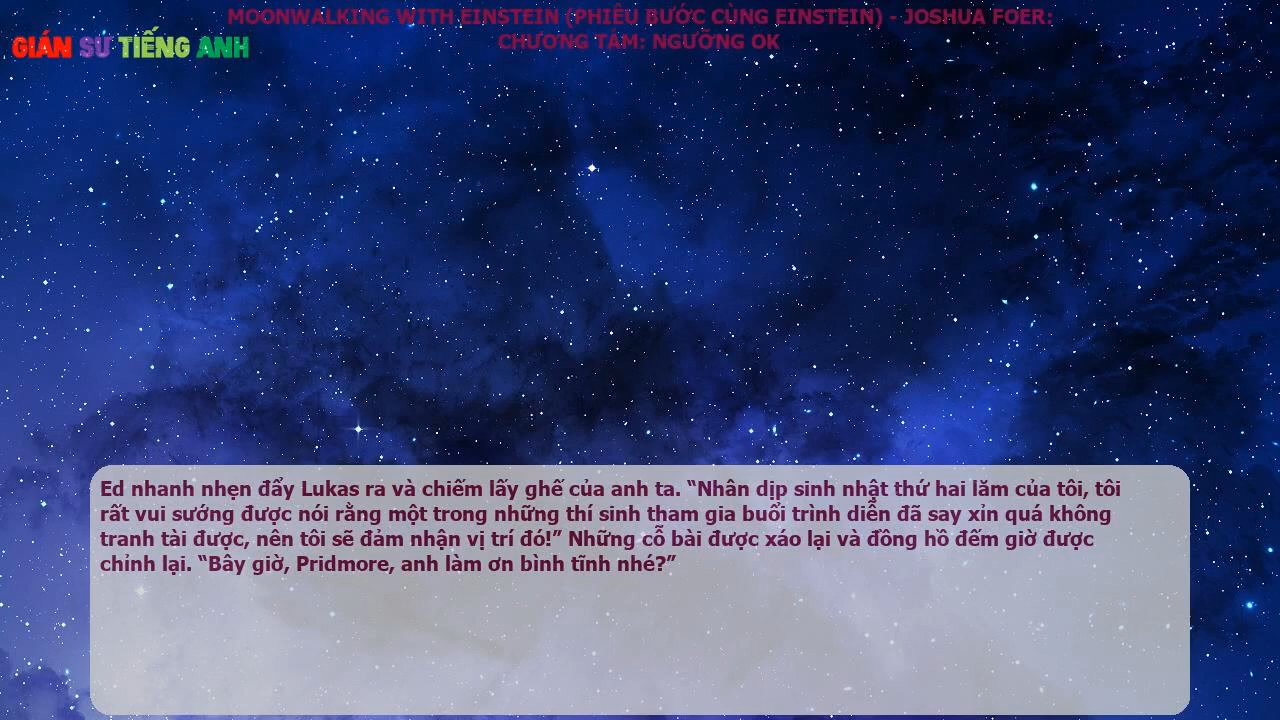 MOONWALKING WITH EINSTEIN (PHIÊU BƯỚC CÙNG EINSTEIN) - JOSHUA FOER:
CHƯƠNG TÁM: NGƯỠNG OK
GIÁN SƯ TIẾNG ANH
Ed nhanh nhẹn đẩy Lukas ra và chiếm lấy ghế của anh ta. “Nhân dịp sinh nhật thứ hai lăm của tôi, tôi
rất vui sướng được nói rằng một trong những thí sinh tham gia buổi trình diễn đã say xỉn quá không
tranh tài được, nên tôi sẽ đảm nhận vị trí đó!” Những cỗ bài được xáo lại và đồng hồ đếm giờ được
chỉnh lại. “Bây giờ, Pridmore, anh làm ơn bình tĩnh nhé?”